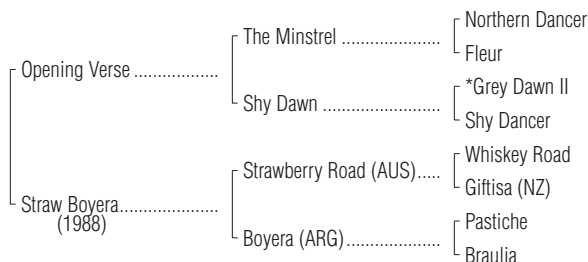 Northern Dancer
The Minstrel ........................
Fleur
Opening Verse .....................
*Grey Dawn II
Shy Dawn .............................
Shy Dancer
Whiskey Road
Strawberry Road (AUS).....
Giftisa (NZ)
Straw Boyera.........................
(1988)
Pastiche
Boyera (ARG)......................
Braulia